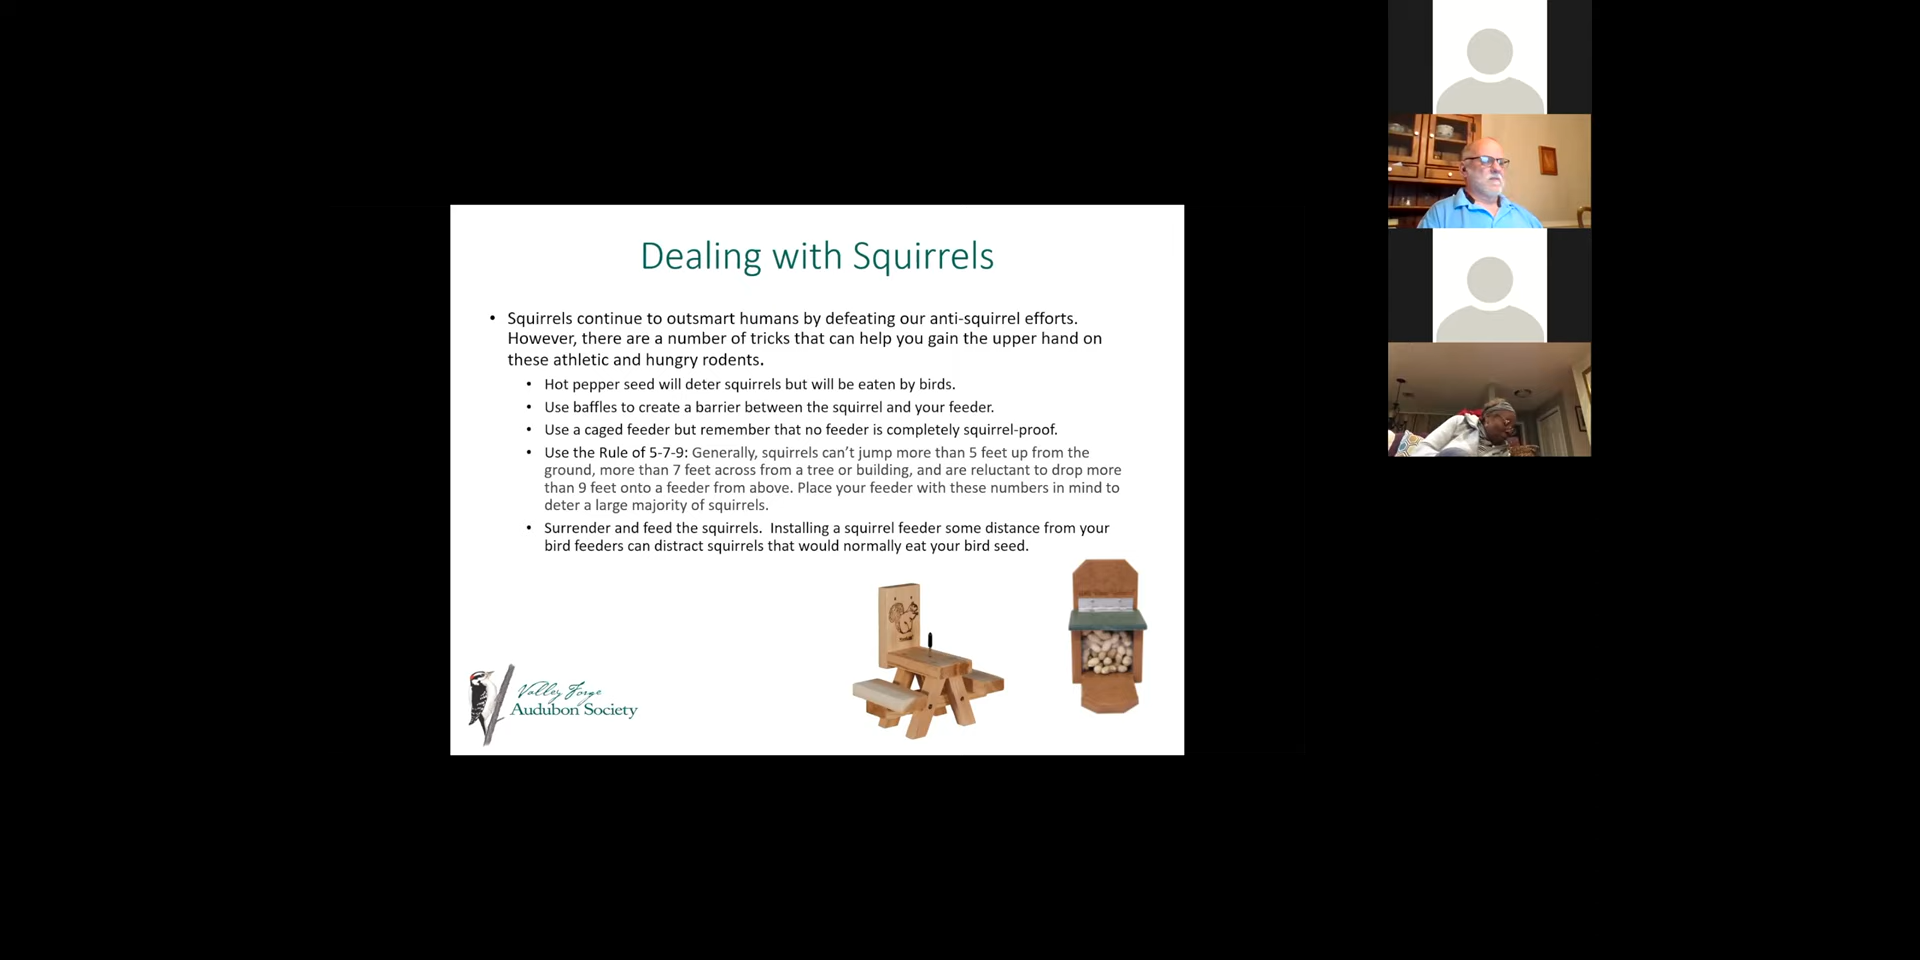 Dealing with Squirrels
• Squirrels continue to outsmart humans by defeating our anti-squirrel efforts.
However, there are a number of tricks that can help you gain the upper hand on
these athletic and hungry rodents.
• Hot pepper seed will deter squirrels but will be eaten by birds.
• Use baffles to create a barrier between the squirrel and your feeder.
• Use a caged feeder but remember that no feeder is completely squirrel-proof.
• Use the Rule of 5-7-9: Generally, squirrels can’t jump more than 5 feet up from the
ground, more than 7 feet across from a tree or building, and are reluctant to drop more
than 9 feet onto a feeder from above. Place your feeder with these numbers in mind to
deter a large majority of squirrels.
• Surrender and feed the squirrels.  Installing a squirrel feeder some distance from your
bird feeders can distract squirrels that would normally eat your bird seed.
Valley Forge
Audubon Society